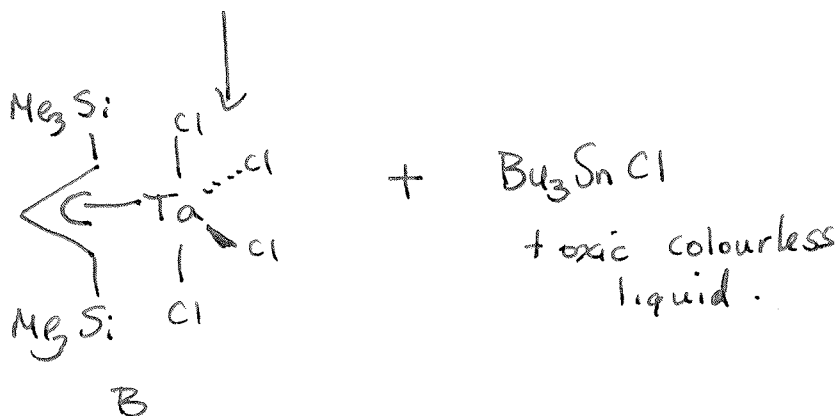 Me3Si
Cl
Cl
Ta
Cl
Cl
Me3Si
B
+
Bu3SnCl
toxic colourless
liquid.